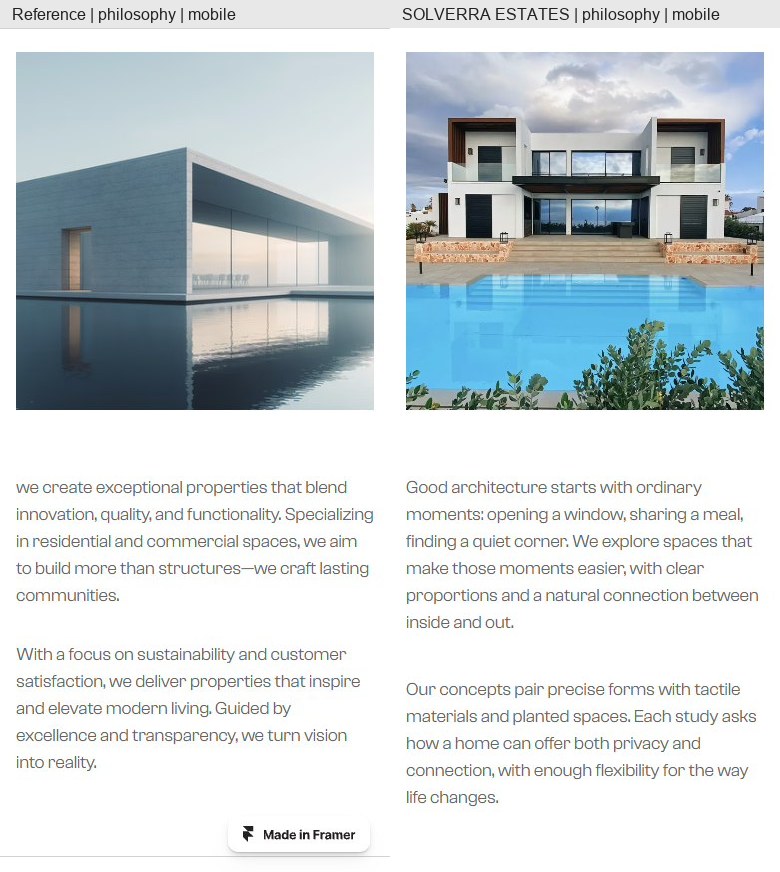 Reference | philosophy | mobile
SOLVERRA ESTATES | philosophy | mobile
we create exceptional properties that blend
innovation, quality, and functionality. Specializing
in residential and commercial spaces, we aim
to build more than structures—we craft lasting
communities.
With a focus on sustainability and customer
satisfaction, we deliver properties that inspire
and elevate modern living. Guided by
excellence and transparency, we turn vision
into reality.
Made in Framer
Good architecture starts with ordinary
moments: opening a window, sharing a meal,
finding a quiet corner. We explore spaces that
make those moments easier, with clear
proportions and a natural connection between
inside and out.
Our concepts pair precise forms with tactile
materials and planted spaces. Each study asks
how a home can offer both privacy and
connection, with enough flexibility for the way
life changes.